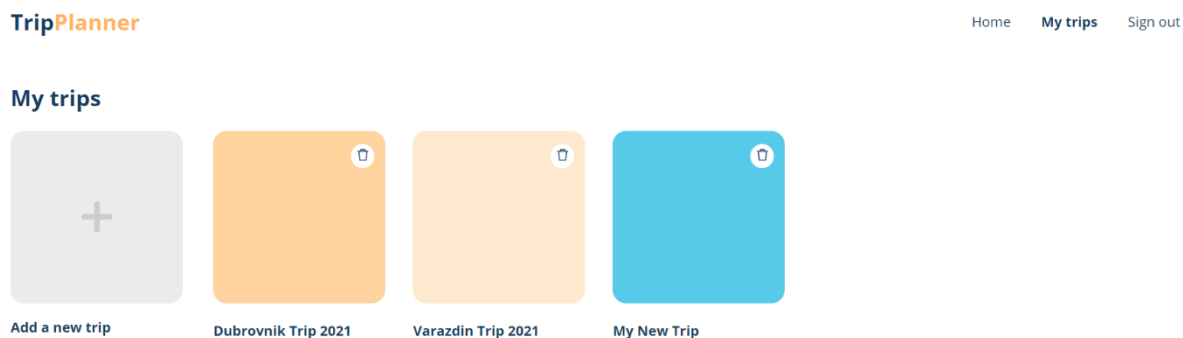 TripPlanner
Home My trips Sign out
My trips
Add a new trip
Dubrovnik Trip 2021
Varazdin Trip 2021
My New Trip